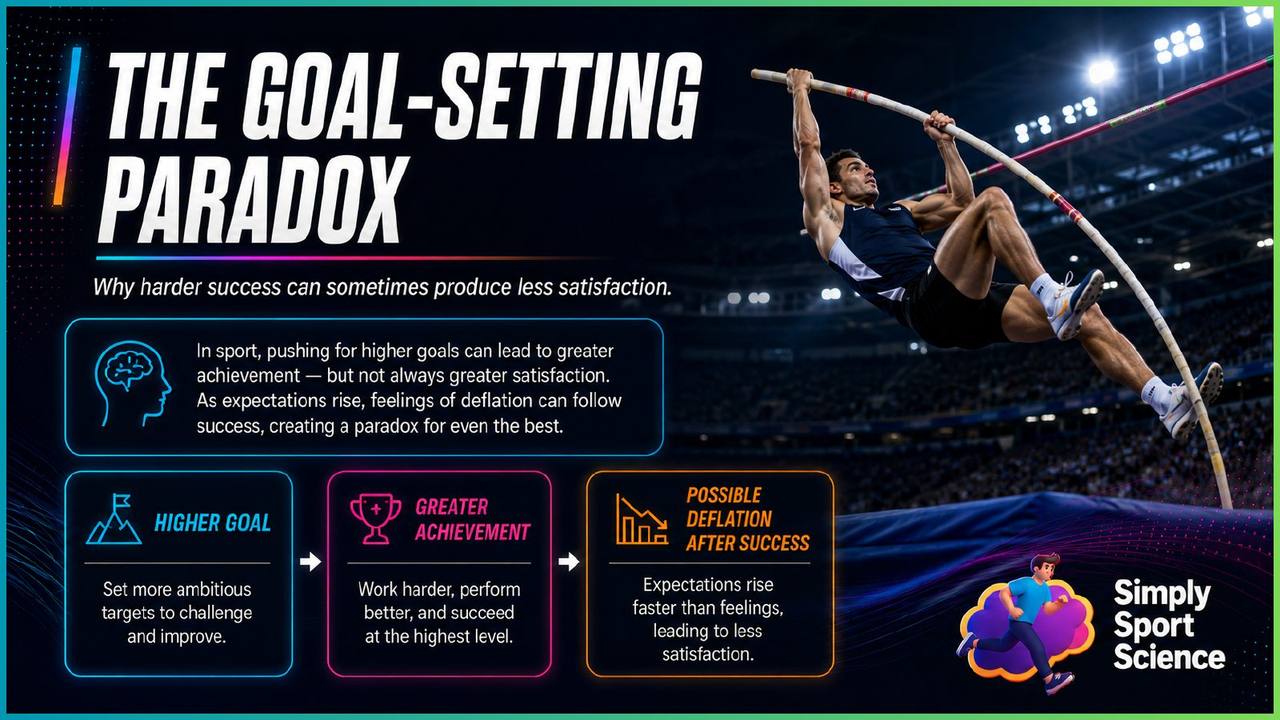 THE GOAL-SETTING
PARADOX
Why harder success can sometimes produce less satisfaction.
In sport, pushing for higher goals can lead to greater
achievement — but not always greater satisfaction.
As expectations rise, feelings of deflation can follow
success, creating a paradox for even the best.
HIGHER GOAL
Set more ambitious
targets to challenge
and improve.
GREATER
ACHIEVEMENT
Work harder, perform
better, and succeed
at the highest level.
POSSIBLE
DEFLATION
AFTER SUCCESS
Expectations rise
faster than feelings,
leading to less
satisfaction.
Simply
Sport
Science